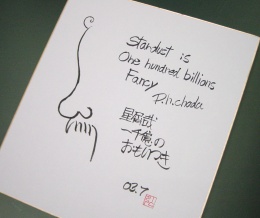 Stardust is
One hundred billions
Fancy
P.h.chada
星屑は
一千億の
おもいつき
03.7